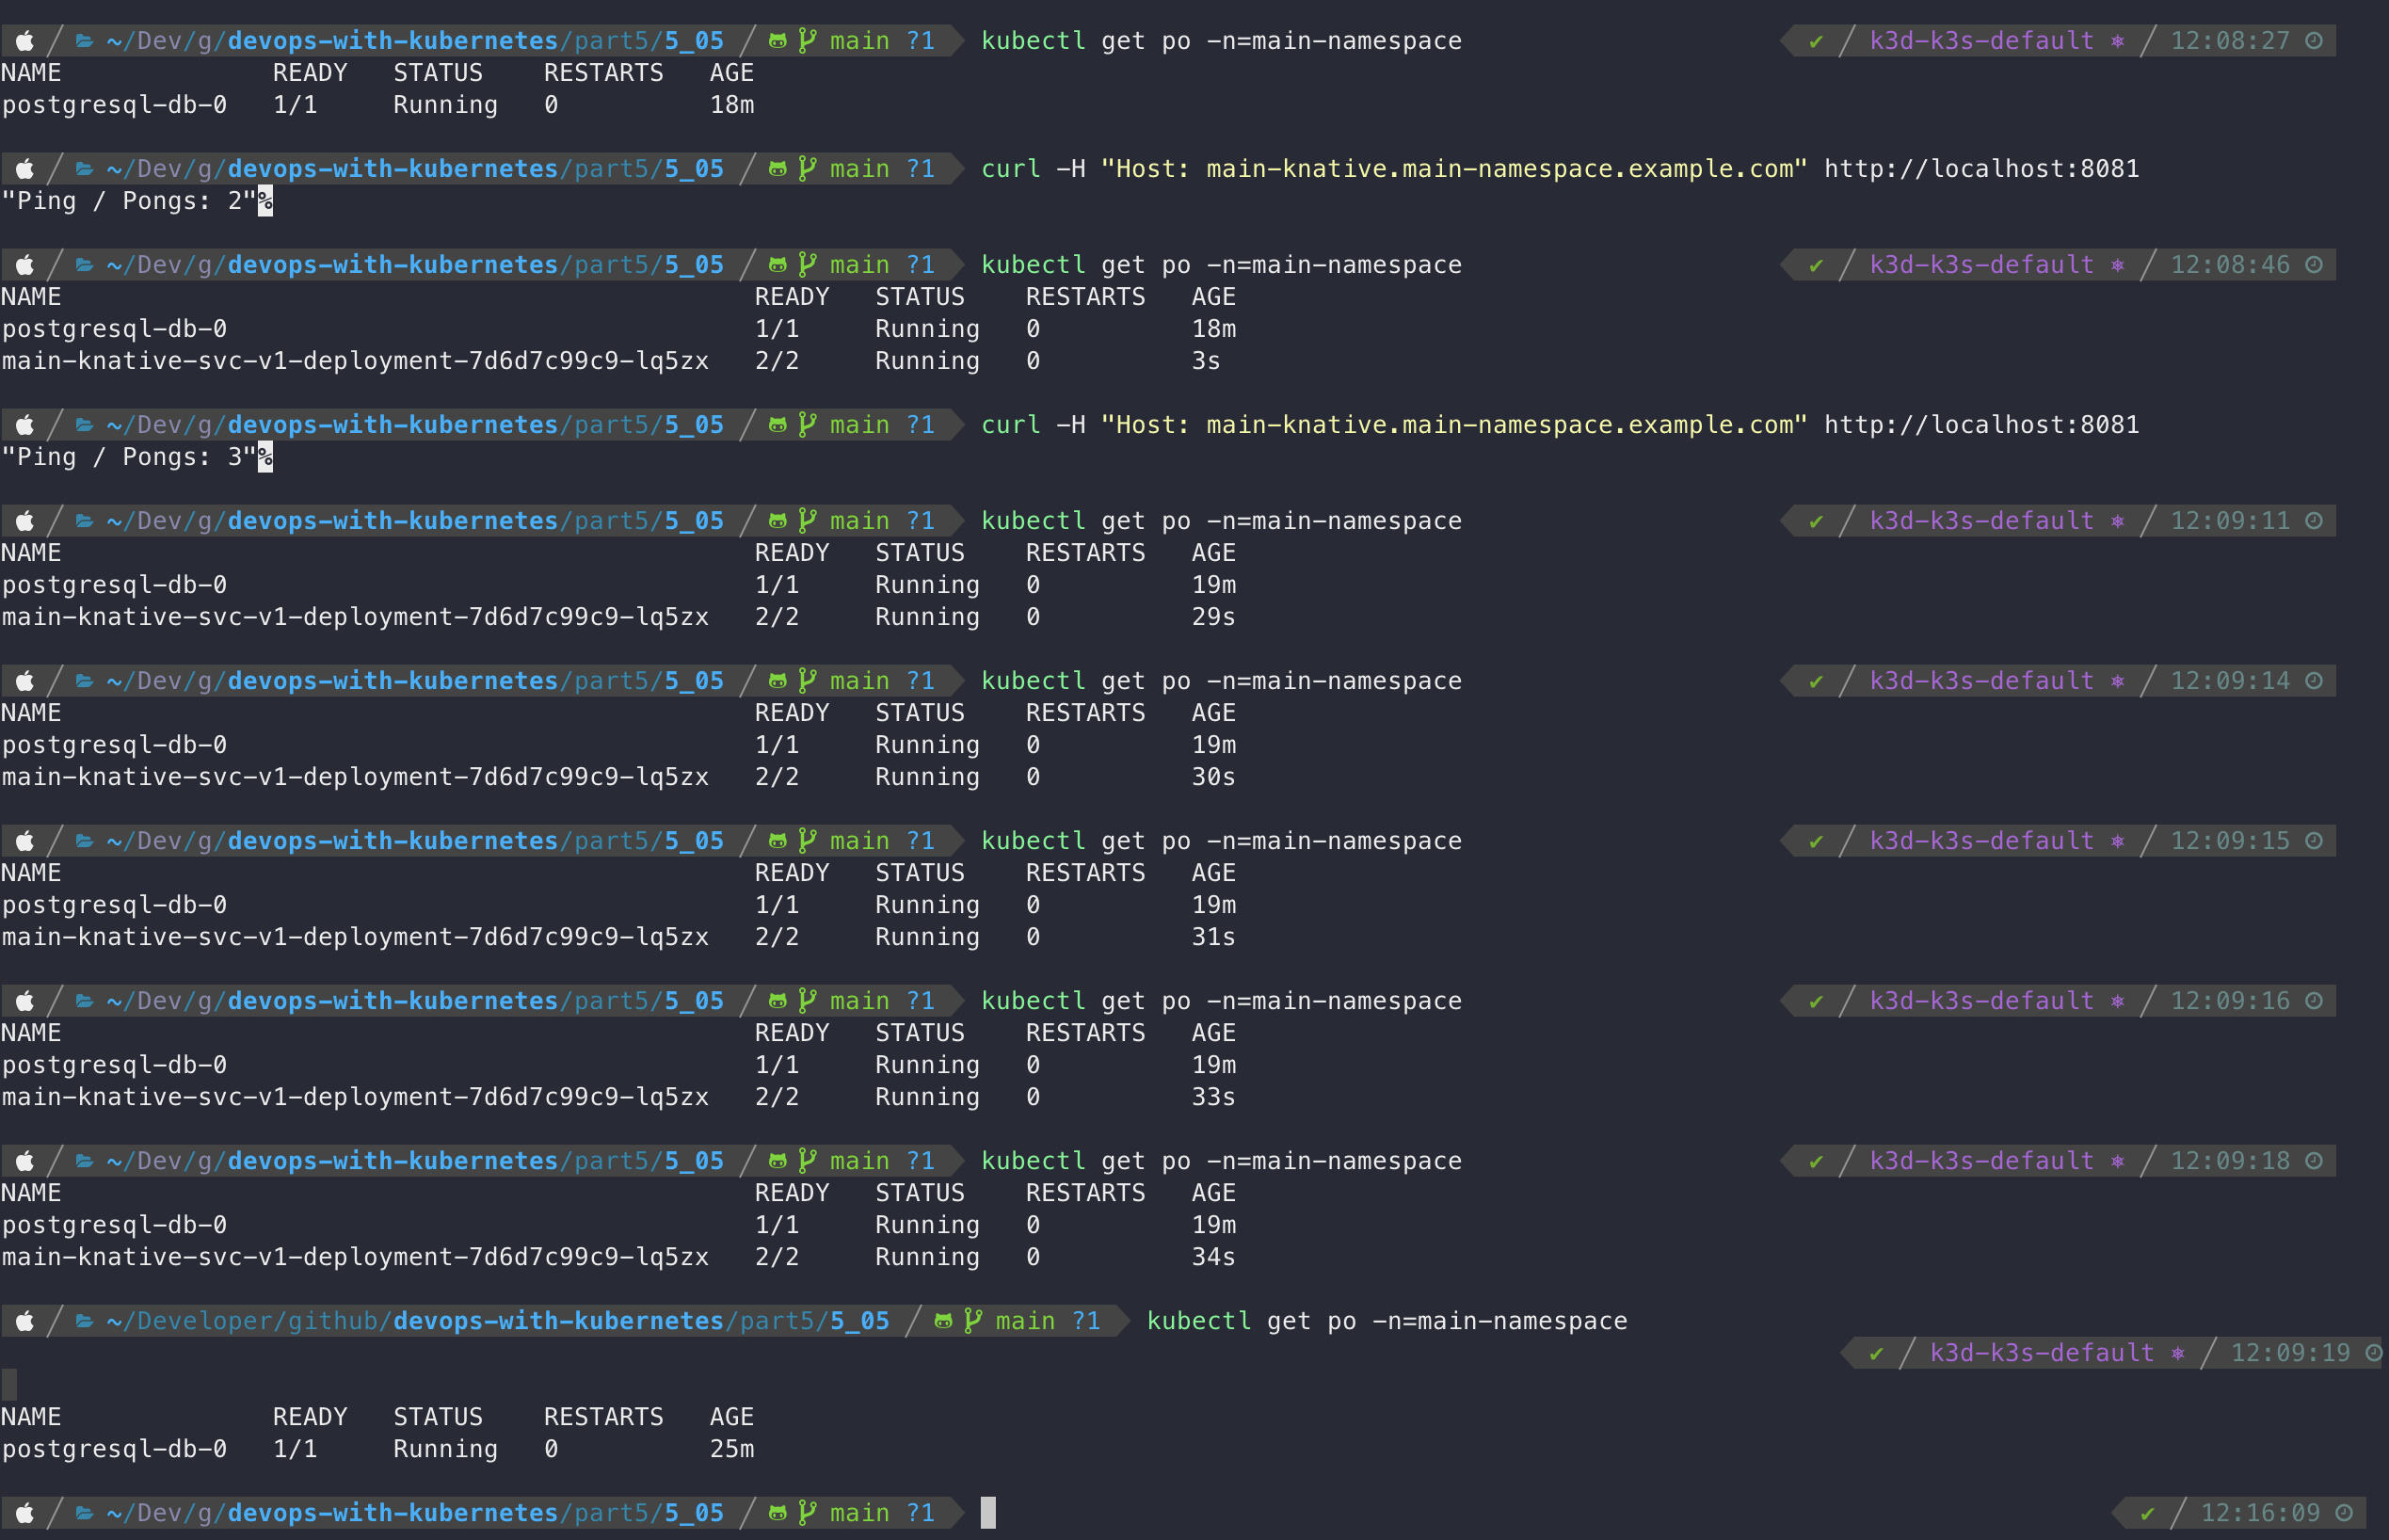 ~/Dev/g/devops-with-kubernetes/part5/5_05 main ?1 kubectl get po -n=main-namespace ✔ k3d-k3s-default ⎈ 12:08:27
NAME READY STATUS RESTARTS AGE
postgresql-db-0 1/1 Running 0 18m
~/Dev/g/devops-with-kubernetes/part5/5_05 main ?1 curl -H "Host: main-knative.main-namespace.example.com" http://localhost:8081
"Ping / Pongs: 2"%
~/Dev/g/devops-with-kubernetes/part5/5_05 main ?1 kubectl get po -n=main-namespace ✔ k3d-k3s-default ⎈ 12:08:46
NAME READY STATUS RESTARTS AGE
postgresql-db-0 1/1 Running 0 18m
main-knative-svc-v1-deployment-7d6d7c99c9-lq5zx 2/2 Running 0 3s
~/Dev/g/devops-with-kubernetes/part5/5_05 main ?1 curl -H "Host: main-knative.main-namespace.example.com" http://localhost:8081
"Ping / Pongs: 3"%
~/Dev/g/devops-with-kubernetes/part5/5_05 main ?1 kubectl get po -n=main-namespace ✔ k3d-k3s-default ⎈ 12:09:11
NAME READY STATUS RESTARTS AGE
postgresql-db-0 1/1 Running 0 19m
main-knative-svc-v1-deployment-7d6d7c99c9-lq5zx 2/2 Running 0 29s
~/Dev/g/devops-with-kubernetes/part5/5_05 main ?1 kubectl get po -n=main-namespace ✔ k3d-k3s-default ⎈ 12:09:14
NAME READY STATUS RESTARTS AGE
postgresql-db-0 1/1 Running 0 19m
main-knative-svc-v1-deployment-7d6d7c99c9-lq5zx 2/2 Running 0 30s
~/Dev/g/devops-with-kubernetes/part5/5_05 main ?1 kubectl get po -n=main-namespace ✔ k3d-k3s-default ⎈ 12:09:15
NAME READY STATUS RESTARTS AGE
postgresql-db-0 1/1 Running 0 19m
main-knative-svc-v1-deployment-7d6d7c99c9-lq5zx 2/2 Running 0 31s
~/Dev/g/devops-with-kubernetes/part5/5_05 main ?1 kubectl get po -n=main-namespace ✔ k3d-k3s-default ⎈ 12:09:16
NAME READY STATUS RESTARTS AGE
postgresql-db-0 1/1 Running 0 19m
main-knative-svc-v1-deployment-7d6d7c99c9-lq5zx 2/2 Running 0 33s
~/Dev/g/devops-with-kubernetes/part5/5_05 main ?1 kubectl get po -n=main-namespace ✔ k3d-k3s-default ⎈ 12:09:18
NAME READY STATUS RESTARTS AGE
postgresql-db-0 1/1 Running 0 19m
main-knative-svc-v1-deployment-7d6d7c99c9-lq5zx 2/2 Running 0 34s
~/Developer/github/devops-with-kubernetes/part5/5_05 main ?1 kubectl get po -n=main-namespace
✔ k3d-k3s-default ⎈ 12:09:19
NAME READY STATUS RESTARTS AGE
postgresql-db-0 1/1 Running 0 25m
~/Dev/g/devops-with-kubernetes/part5/5_05 main ?1 ✔ 12:16:09